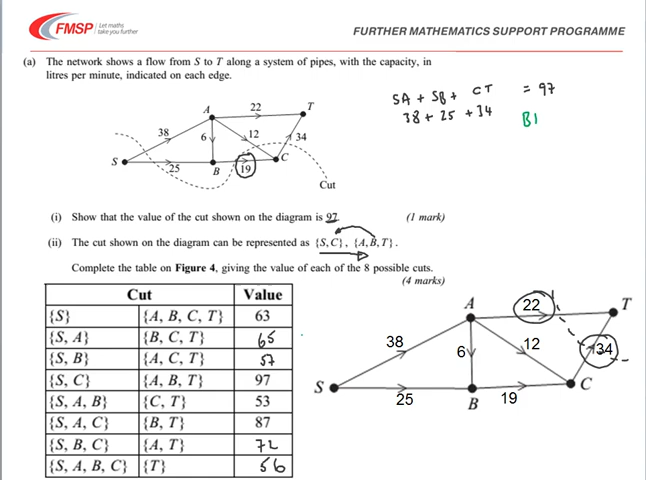 FMSP Let maths take you further
FURTHER MATHEMATICS SUPPORT PROGRAMME
(a) The network shows a flow from S to T along a system of pipes, with the capacity, in
litres per minute, indicated on each edge.
SA + SB + CT = 97
38 + 25 + 34 B1
A 22 T
38 6 12 34
S 25 B 19 C
Cut
(i) Show that the value of the cut shown on the diagram is 97. (1 mark)
(ii) The cut shown on the diagram can be represented as {S, C}, {A, B, T}.
Complete the table on Figure 4, giving the value of each of the 8 possible cuts.
(4 marks)
Cut Value
{S} {A, B, C, T} 63
{S, A} {B, C, T} 65
{S, B} {A, C, T} 57
{S, C} {A, B, T} 97
{S, A, B} {C, T} 53
{S, A, C} {B, T} 87
{S, B, C} {A, T} 72
{S, A, B, C} {T} 56
A 22 T
38 6 12 34
S 25 B 19 C